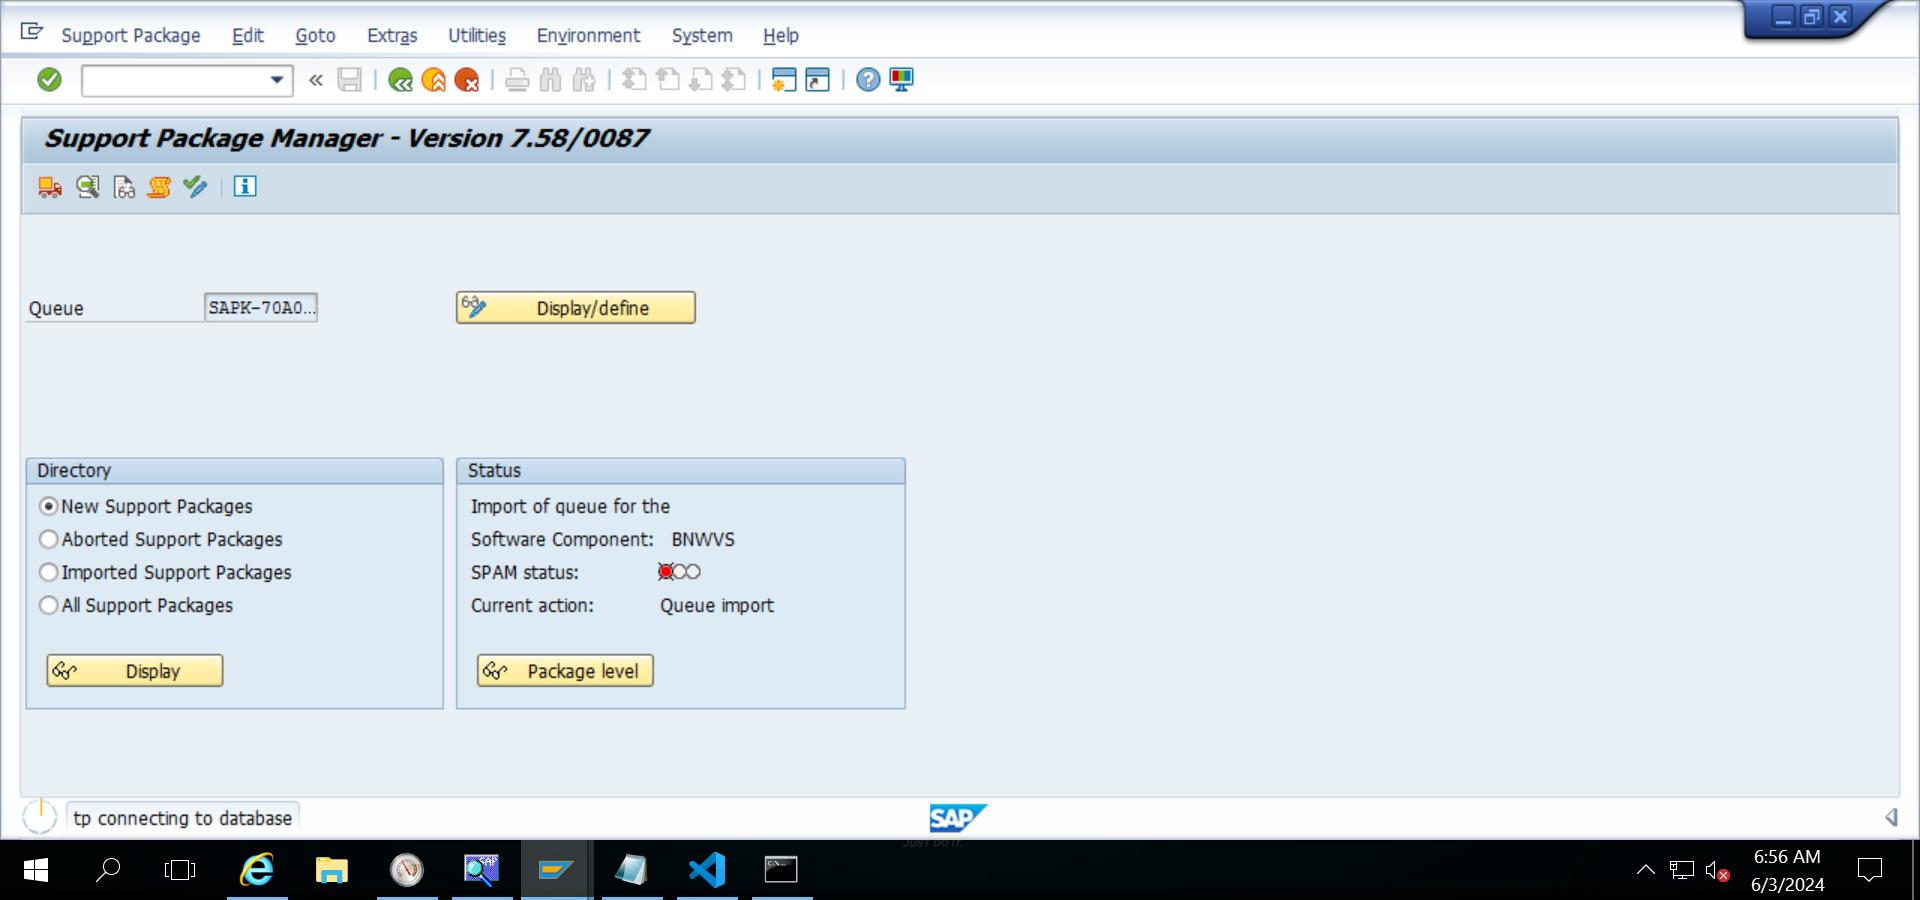 Support Package Edit Goto Extras Utilities Environment System Help
Support Package Manager - Version 7.58/0087
Queue SAPK-70A0... Display/define
Directory
New Support Packages
Aborted Support Packages
Imported Support Packages
All Support Packages
Display
Status
Import of queue for the
Software Component: BNWVS
SPAM status:
Current action: Queue import
Package level
tp connecting to database
SAP
JUST DO IT.
6:56 AM
6/3/2024